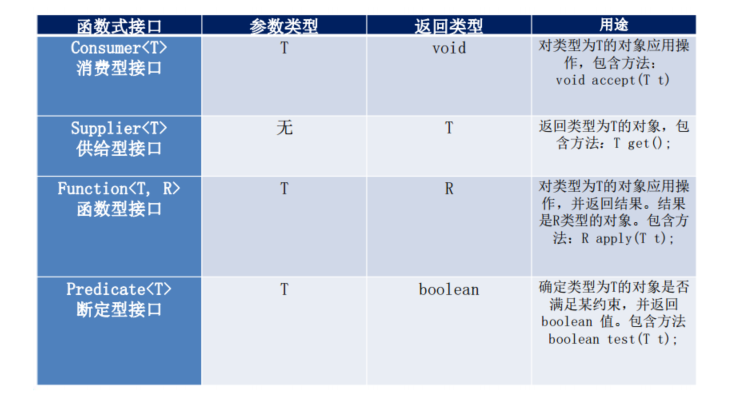 函数式接口 参数类型 返回类型 用途
Consumer<T>
消费型接口
T
void
对类型为T的对象应用操
作，包含方法：
void accept(T t)
Supplier<T>
供给型接口
无
T
返回类型为T的对象，包
含方法：T get();
Function<T, R>
函数型接口
T
R
对类型为T的对象应用操
作，并返回结果。结果
是R类型的对象。包含方
法：R apply(T t);
Predicate<T>
断定型接口
T
boolean
确定类型为T的对象是否
满足某约束，并返回
boolean 值。包含方法
boolean test(T t);